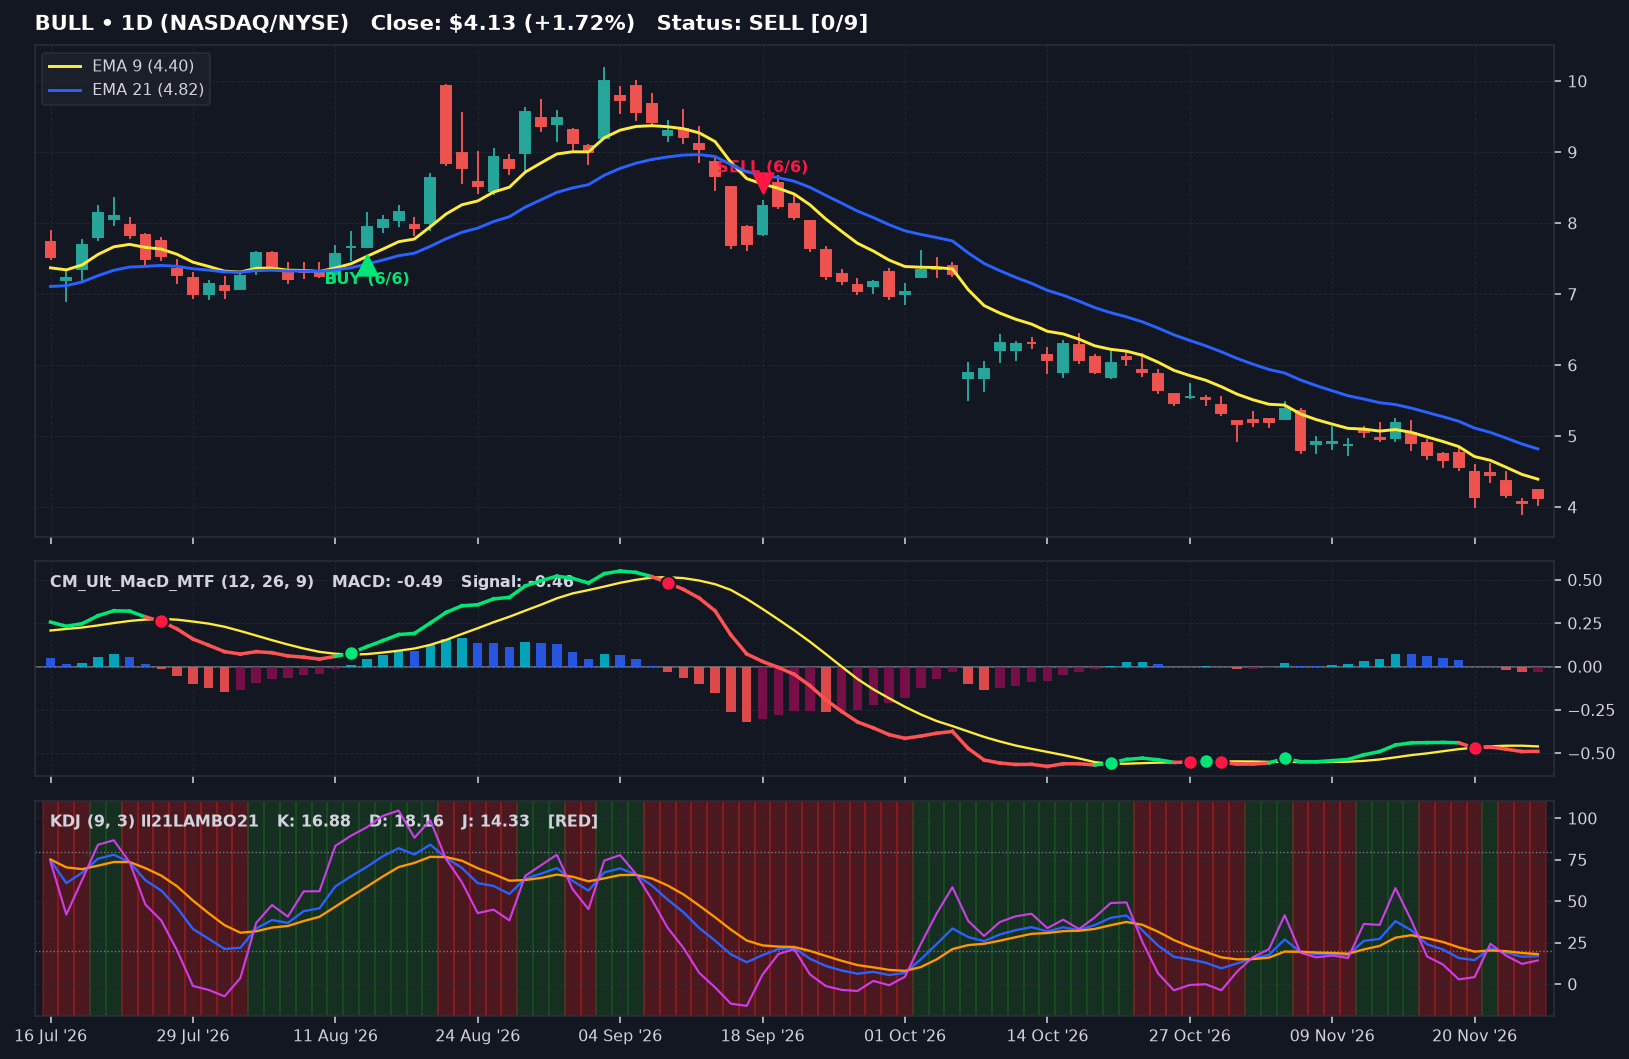 BULL • 1D (NASDAQ/NYSE)   Close: $4.13 (+1.72%)   Status: SELL [0/9]
EMA 9 (4.40)
EMA 21 (4.82)
10
9
8
7
6
5
4
SELL (6/6)
BUY (6/6)
CM_Ult_MacD_MTF (12, 26, 9)   MACD: -0.49   Signal: -0.46
0.50
0.25
0.00
−0.25
−0.50
KDJ (9, 3) II21LAMBO21   K: 16.88   D: 18.16   J: 14.33   [RED]
100
75
50
25
0
16 Jul '26
29 Jul '26
11 Aug '26
24 Aug '26
04 Sep '26
18 Sep '26
01 Oct '26
14 Oct '26
27 Oct '26
09 Nov '26
20 Nov '26